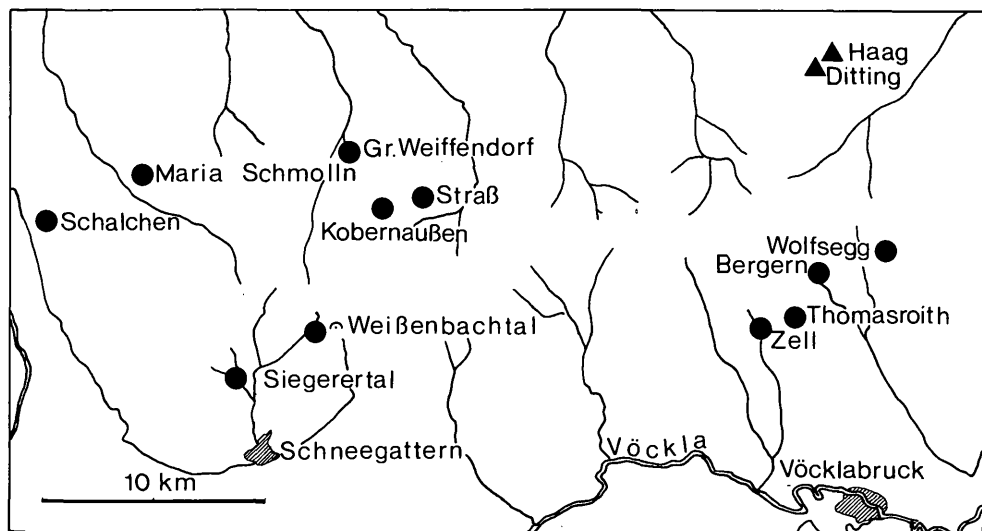 Haag
Ditting
Gr. Weiffendorf
Maria Schmolln
Straß
Schalchen
Kobernaußen
Wolfsegg
Bergern
Thomasroith
Weißenbachtal
Zell
Siegerertal
Vöckla
Schneegattern
Vöcklabruck
10 km